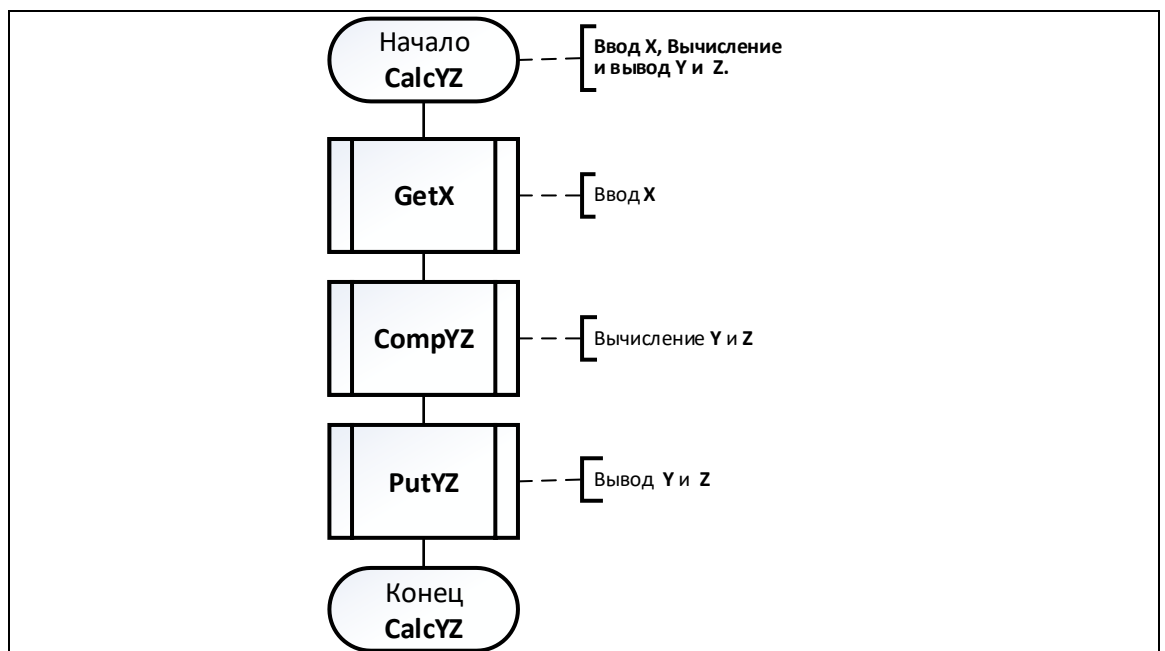 Начало
CalcYZ
Ввод X, Вычисление
и вывод Y и Z.
GetX
Ввод X
CompYZ
Вычисление Y и Z
PutYZ
Вывод Y и Z
Конец
CalcYZ